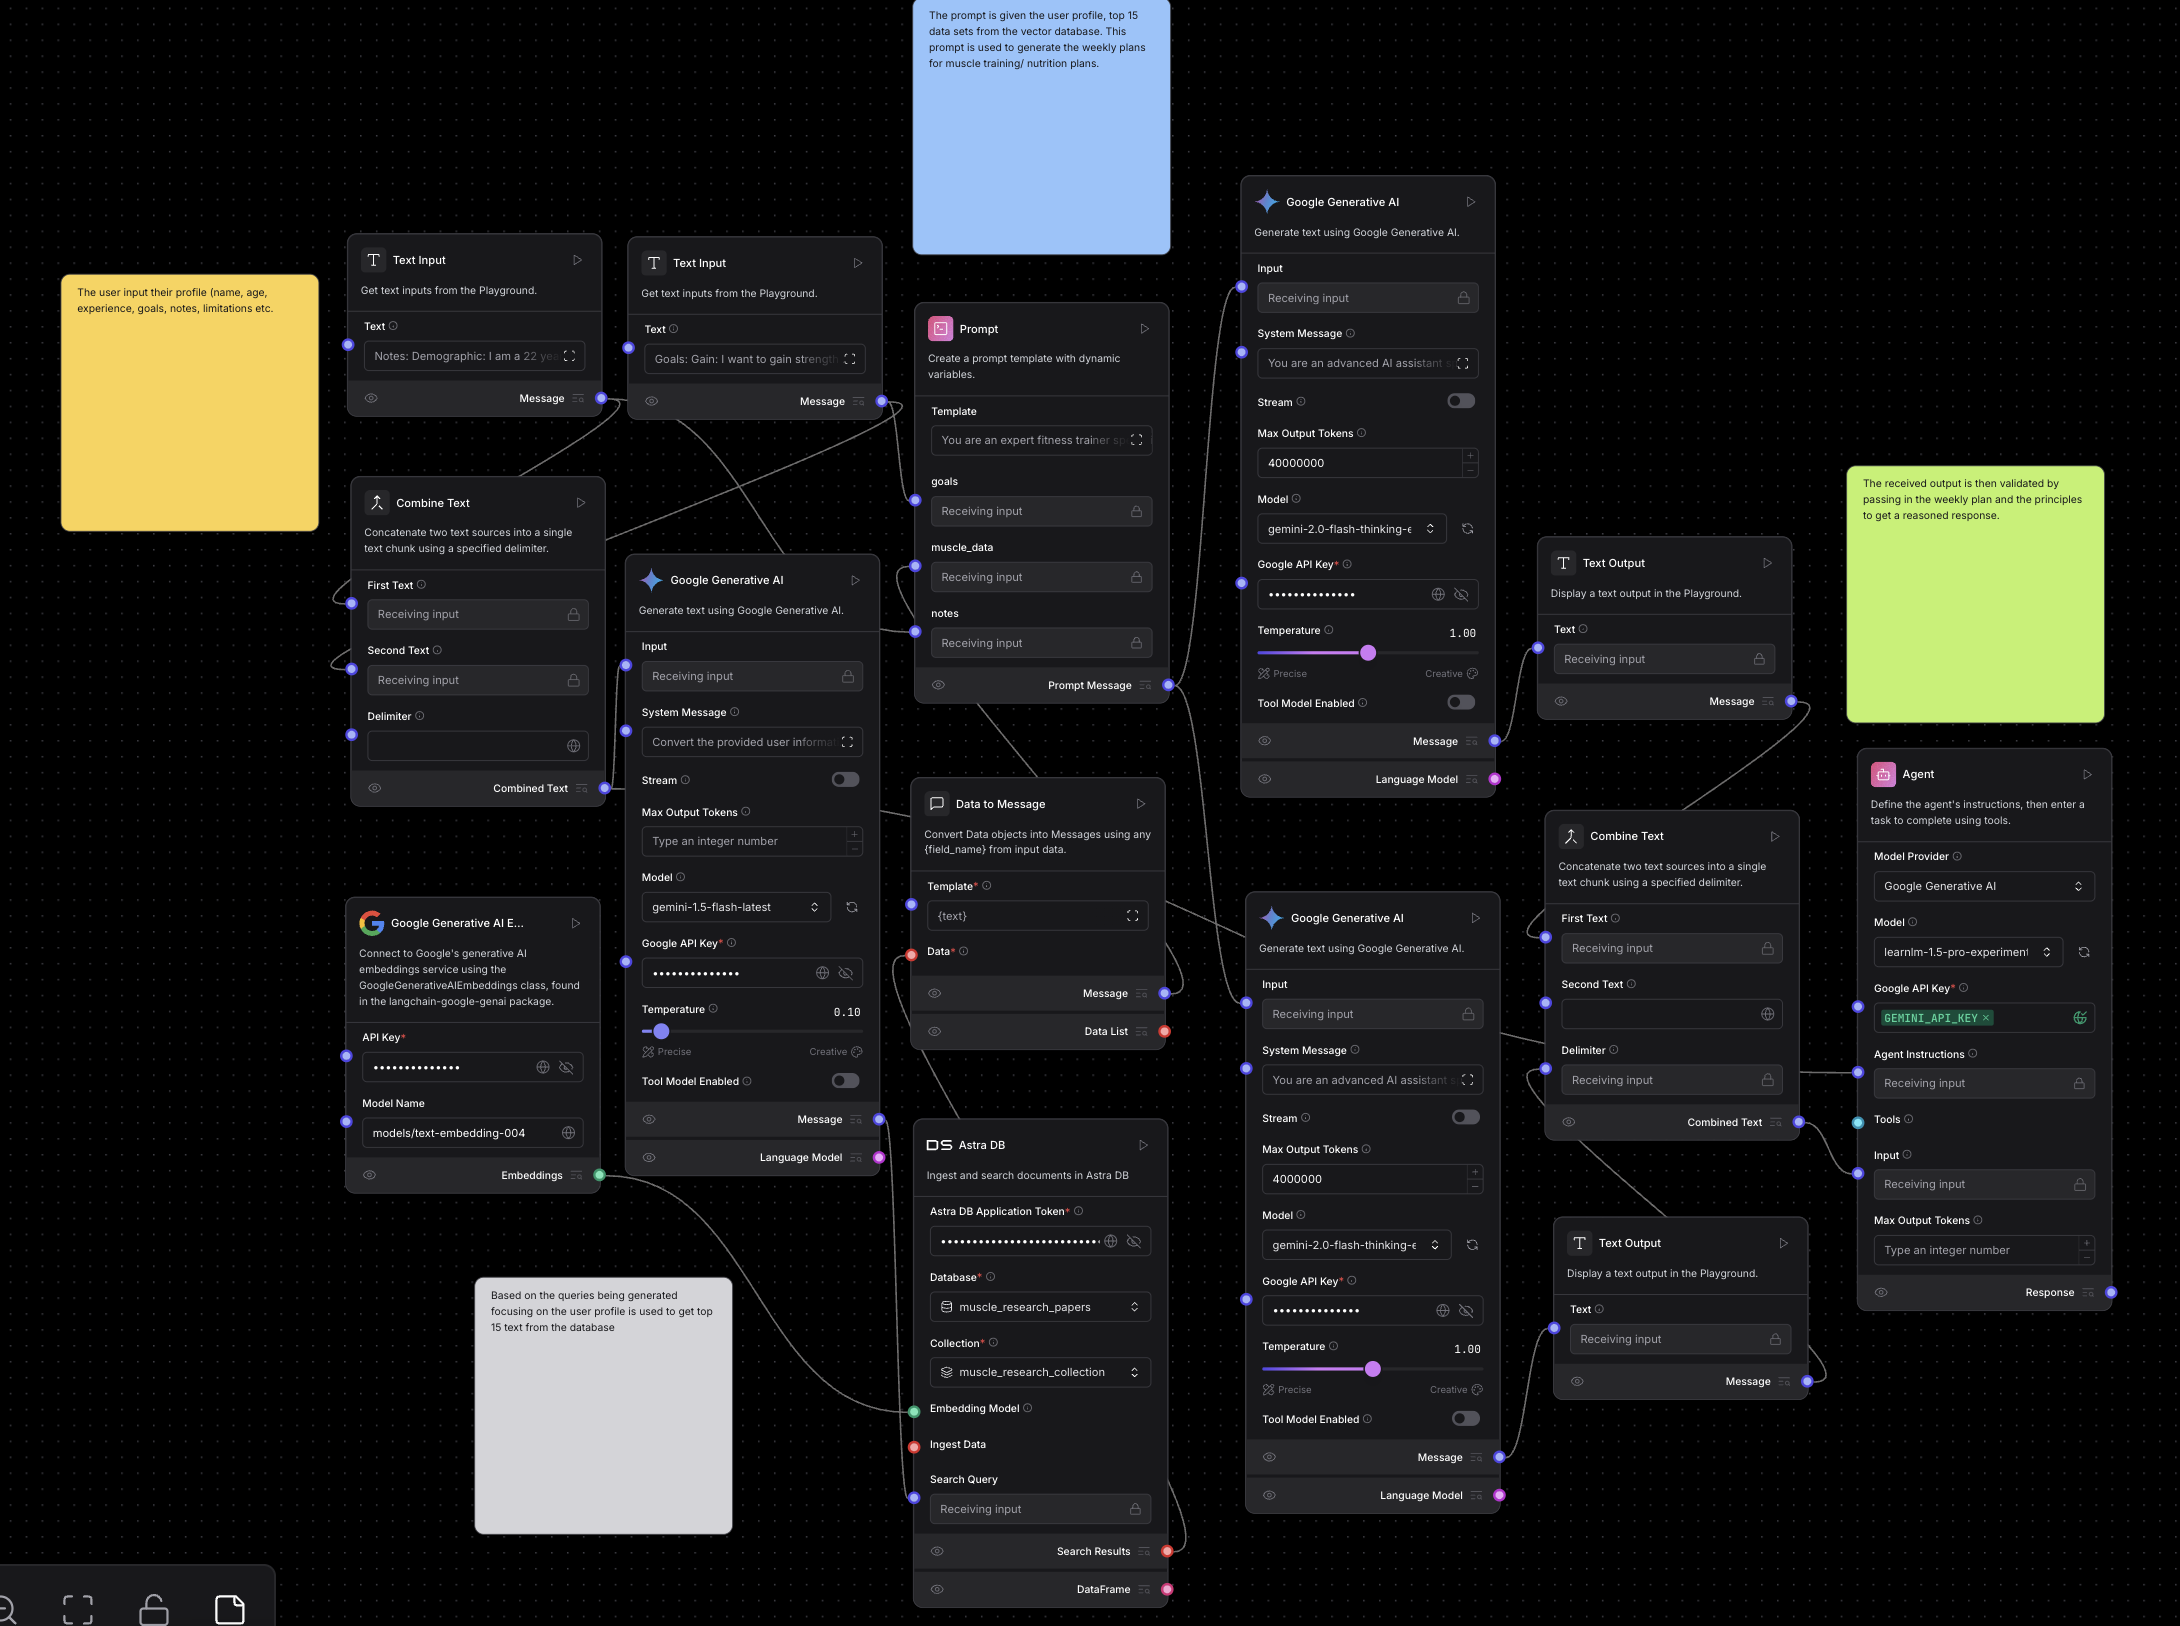 The prompt is given the user profile, top 15
data sets from the vector database. This
prompt is used to generate the weekly plans
for muscle training/ nutrition plans.
The user input their profile (name, age,
experience, goals, notes, limitations etc.
Text Input
Get text inputs from the Playground.
Text
Notes: Demographic: I am a 22
Message
Text Input
Get text inputs from the Playground.
Text
Goals: Gain: I want to gain strength
Message
Combine Text
Concatenate two text sources into a single
text chunk using a specified delimiter.
First Text
Receiving input
Second Text
Receiving input
Delimiter
Combined Text
Google Generative AI E...
Connect to Google's generative AI
embeddings service using the
GoogleGenerativeAIEmbeddings class, found
in the langchain-google-genai package.
API Key*
••••••••••••••
Model Name
models/text-embedding-004
Embeddings
Based on the queries being generated
focusing on the user profile is used to get top
15 text from the database
Google Generative AI
Generate text using Google Generative AI.
Input
Receiving input
System Message
Convert the provided user
Stream
Max Output Tokens
Type an integer number
Model
gemini-1.5-flash-latest
Google API Key*
••••••••••••••
Temperature
0.10
Precise
Creative
Tool Model Enabled
Message
Language Model
Prompt
Create a prompt template with dynamic
variables.
Template
You are an expert fitness trainer
goals
Receiving input
muscle_data
Receiving input
notes
Receiving input
Prompt Message
Data to Message
Convert Data objects into Messages using any
{field_name} from input data.
Template*
{text}
Data*
Message
Data List
DS
Astra DB
Ingest and search documents in Astra DB
Astra DB Application Token*
Database*
muscle_research_papers
Collection*
muscle_research_collection
Embedding Model
Ingest Data
Search Query
Receiving input
Search Results
DataFrame
Google Generative AI
Generate text using Google Generative AI.
Input
Receiving input
System Message
You are an advanced AI assistant
Stream
Max Output Tokens
40000000
Model
gemini-2.0-flash-thinking-e
Google API Key*
••••••••••••••
Temperature
1.00
Precise
Creative
Tool Model Enabled
Message
Language Model
Google Generative AI
Generate text using Google Generative AI.
Input
Receiving input
System Message
You are an advanced AI assistant
Stream
Max Output Tokens
4000000
Model
gemini-2.0-flash-thinking-e
Google API Key*
••••••••••••••
Temperature
1.00
Precise
Creative
Tool Model Enabled
Message
Language Model
Text Output
Display a text output in the Playground.
Text
Receiving input
Message
Combine Text
Concatenate two text sources into a single
text chunk using a specified delimiter.
First Text
Receiving input
Second Text
Delimiter
Receiving input
Combined Text
Text Output
Display a text output in the Playground.
Text
Receiving input
Message
The received output is then validated by
passing in the weekly plan and the principles
to get a reasoned response.
Agent
Define the agent's instructions, then enter a
task to complete using tools.
Model Provider
Google Generative AI
Model
learnlm-1.5-pro-experiment
Google API Key*
GEMINI_API_KEY ×
Agent Instructions
Receiving input
Tools
Input
Receiving input
Max Output Tokens
Type an integer number
Response